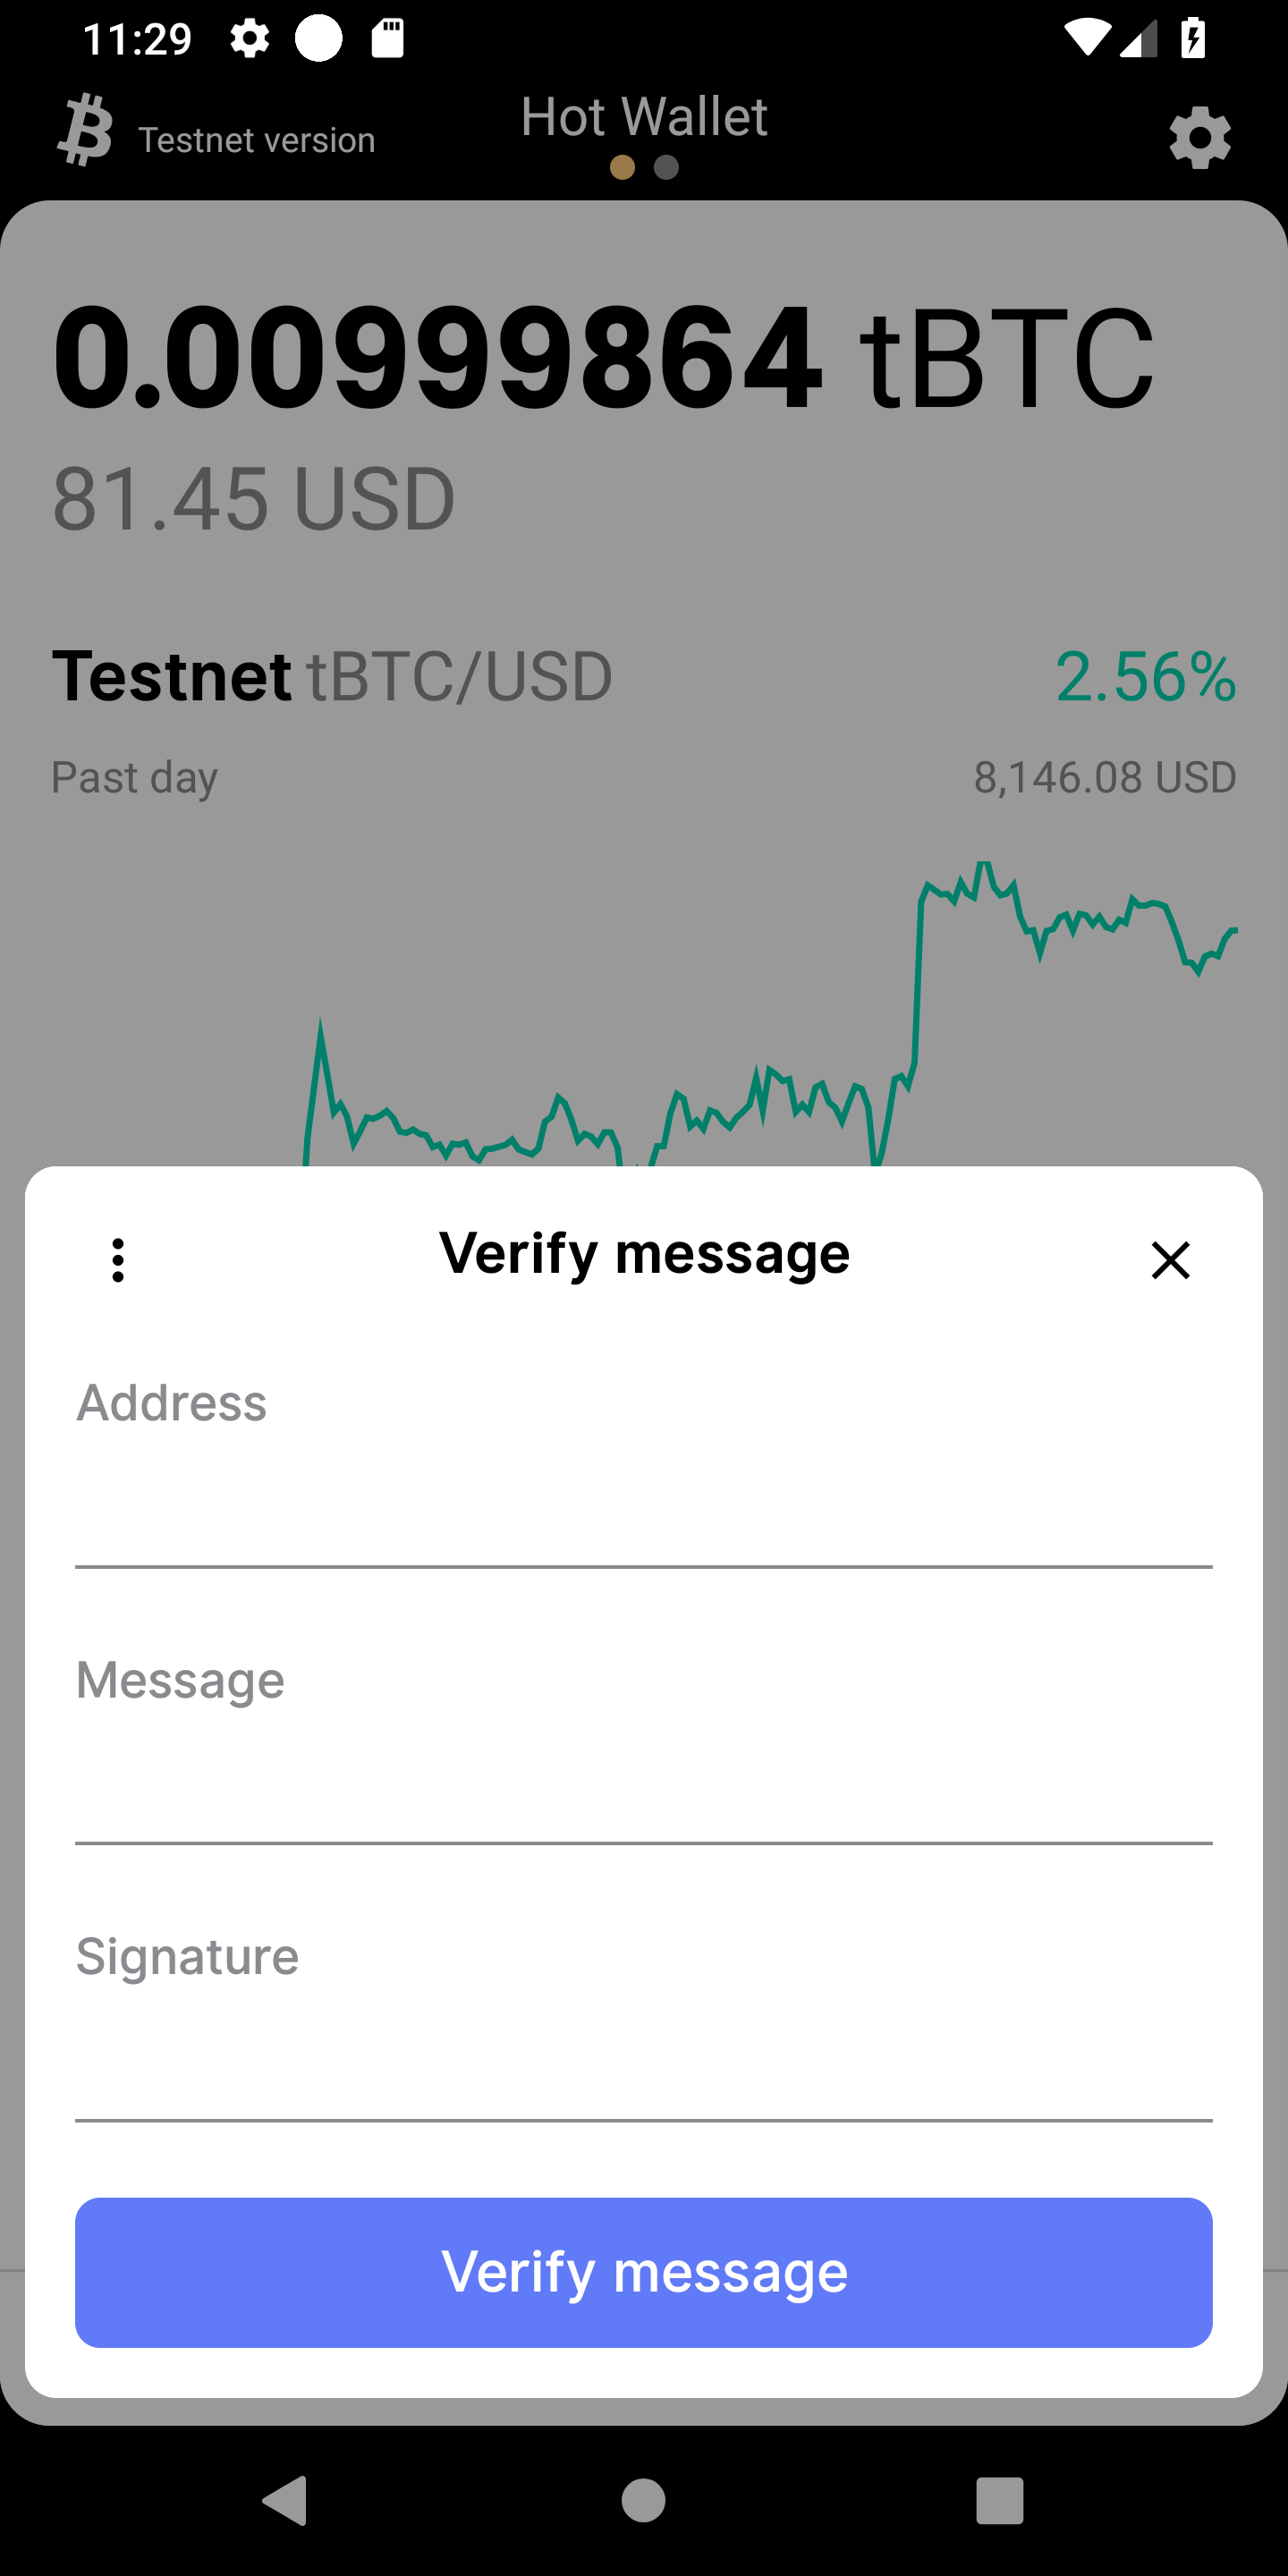 11:29
Testnet version
Hot Wallet
0.00999864 tBTC
81.45 USD
Testnet tBTC/USD
2.56%
Past day
8,146.08 USD
Verify message
Address
Message
Signature
Verify message